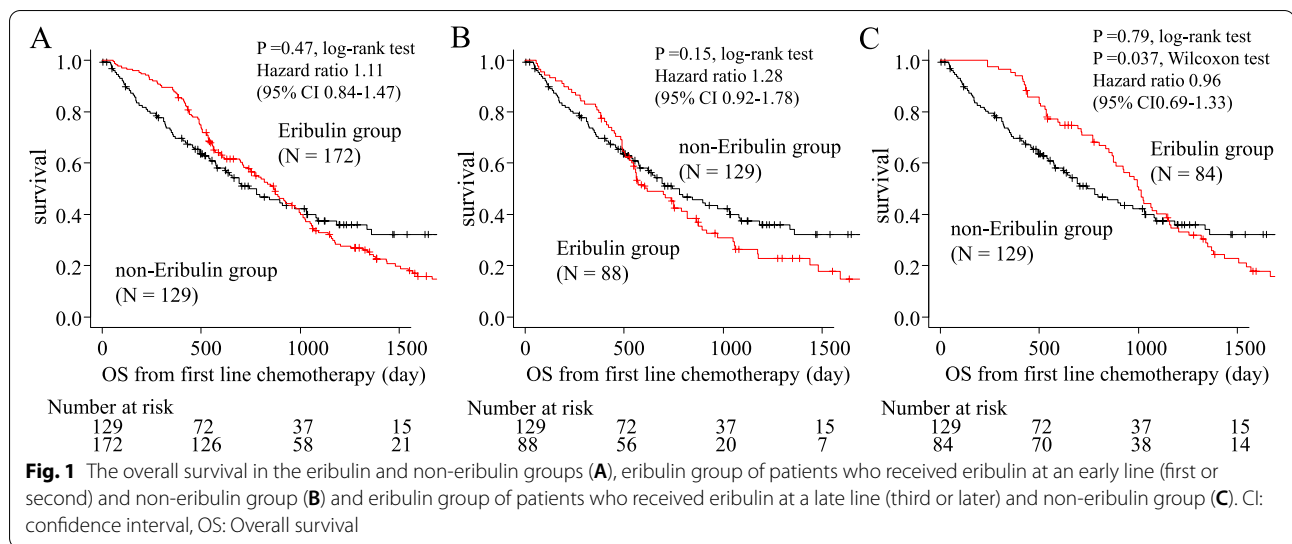 A
P =0.47, log-rank test
Hazard ratio 1.11
(95% CI 0.84-1.47)
Eribulin group
(N = 172)
non-Eribulin group
(N = 129)
survival
1.0
0.8
0.6
0.4
0.2
0.0
0 500 1000 1500
OS from first line chemotherapy (day)
Number at risk
129 72 37 15
172 126 58 21
B
P =0.15, log-rank test
Hazard ratio 1.28
(95% CI 0.92-1.78)
non-Eribulin group
(N = 129)
Eribulin group
(N = 88)
survival
1.0
0.8
0.6
0.4
0.2
0.0
0 500 1000 1500
OS from first line chemotherapy (day)
Number at risk
129 72 37 15
88 56 20 7
C
P =0.79, log-rank test
P =0.037, Wilcoxon test
Hazard ratio 0.96
(95% CI0.69-1.33)
Eribulin group
(N = 84)
non-Eribulin group
(N = 129)
survival
1.0
0.8
0.6
0.4
0.2
0.0
0 500 1000 1500
OS from first line chemotherapy (day)
Number at risk
129 72 37 15
84 70 38 14
Fig. 1 The overall survival in the eribulin and non-eribulin groups (A), eribulin group of patients who received eribulin at an early line (first or
second) and non-eribulin group (B) and eribulin group of patients who received eribulin at a late line (third or later) and non-eribulin group (C). CI:
confidence interval, OS: Overall survival